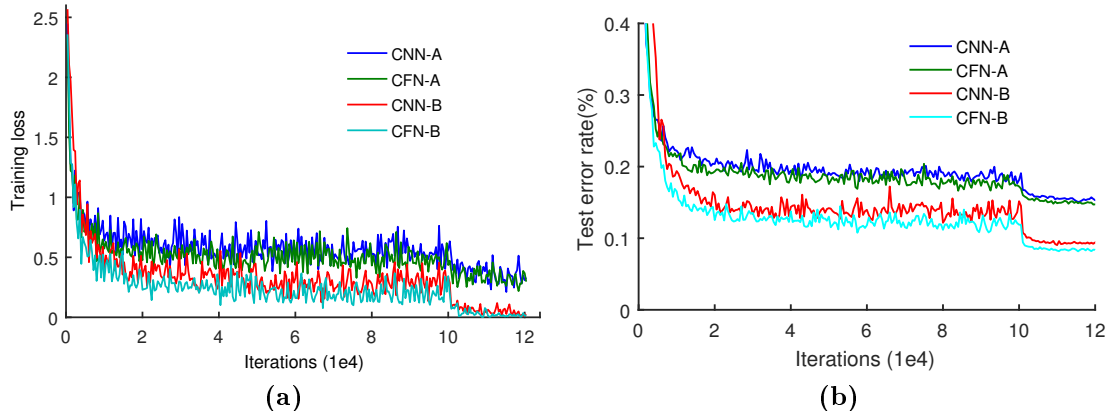 2.5
2
1.5
1
0.5
0
Training loss
CNN-A
CFN-A
CNN-B
CFN-B
0 2 4 6 8 10 12
Iterations (1e4)
(a)
0.4
0.3
0.2
0.1
0
Test error rate(%)
CNN-A
CFN-A
CNN-B
CFN-B
0 2 4 6 8 10 12
Iterations (1e4)
(b)